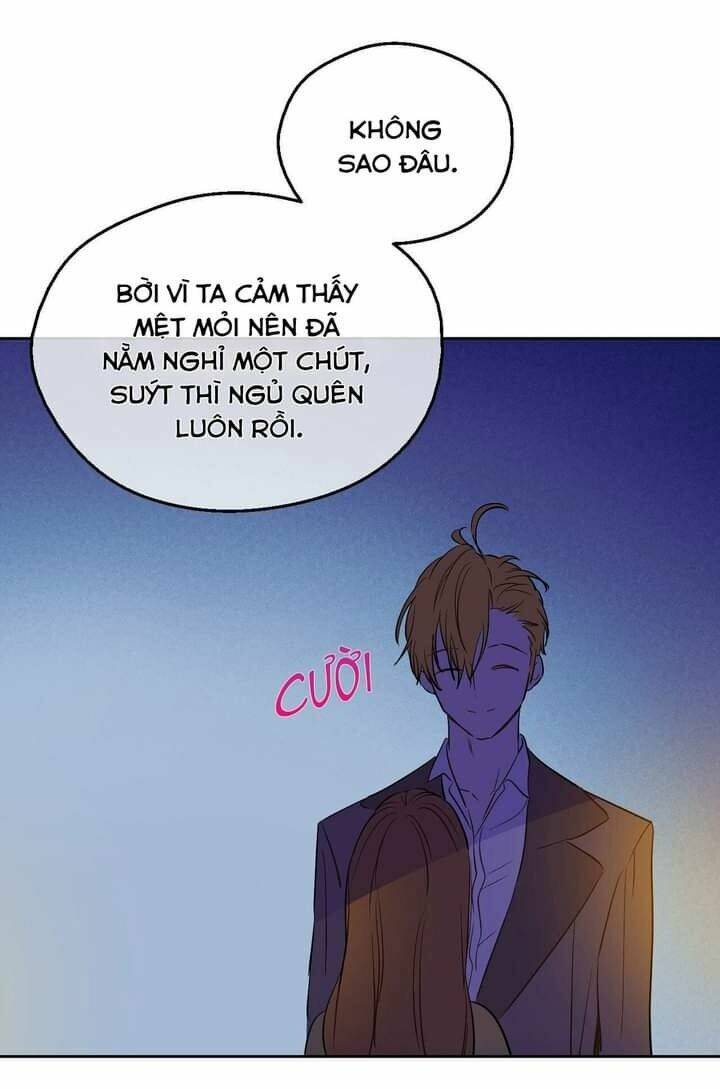 KHÔNG
SAO ĐÂU.
BỞI VÌ TA CẢM THẤY
MỆT MỎI NÊN ĐÃ
NẰM NGHỈ MỘT CHÚT,
SUÝT THÌ NGỦ QUÊN
LUÔN RỒI.
CƯỜI